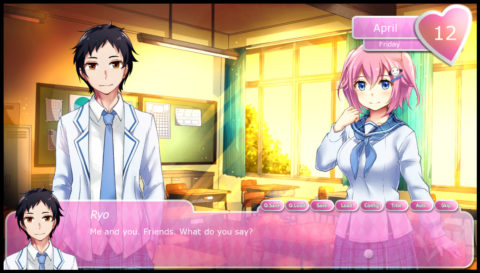 April
12
Friday
Ryo
Q.Save Q.Load Save Load Config Title Auto Skip
Me and you. Friends. What do you say?